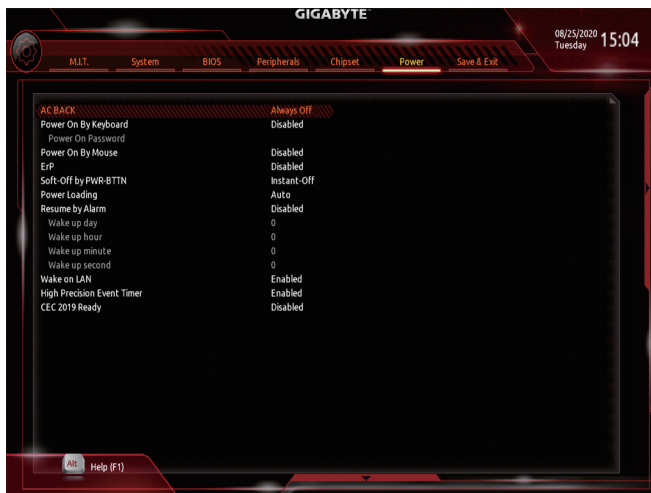 GIGABYTE™
08/25/2020 Tuesday 15:04
M.I.T. System BIOS Peripherals Chipset Power Save & Exit
AC BACK Always Off
Power On By Keyboard Disabled
Power On Password
Power On By Mouse Disabled
ErP Disabled
Soft-Off by PWR-BTTN Instant-Off
Power Loading Auto
Resume by Alarm Disabled
Wake up day 0
Wake up hour 0
Wake up minute 0
Wake up second 0
Wake on LAN Enabled
High Precision Event Timer Enabled
CEC 2019 Ready Disabled
Alt Help (F1)